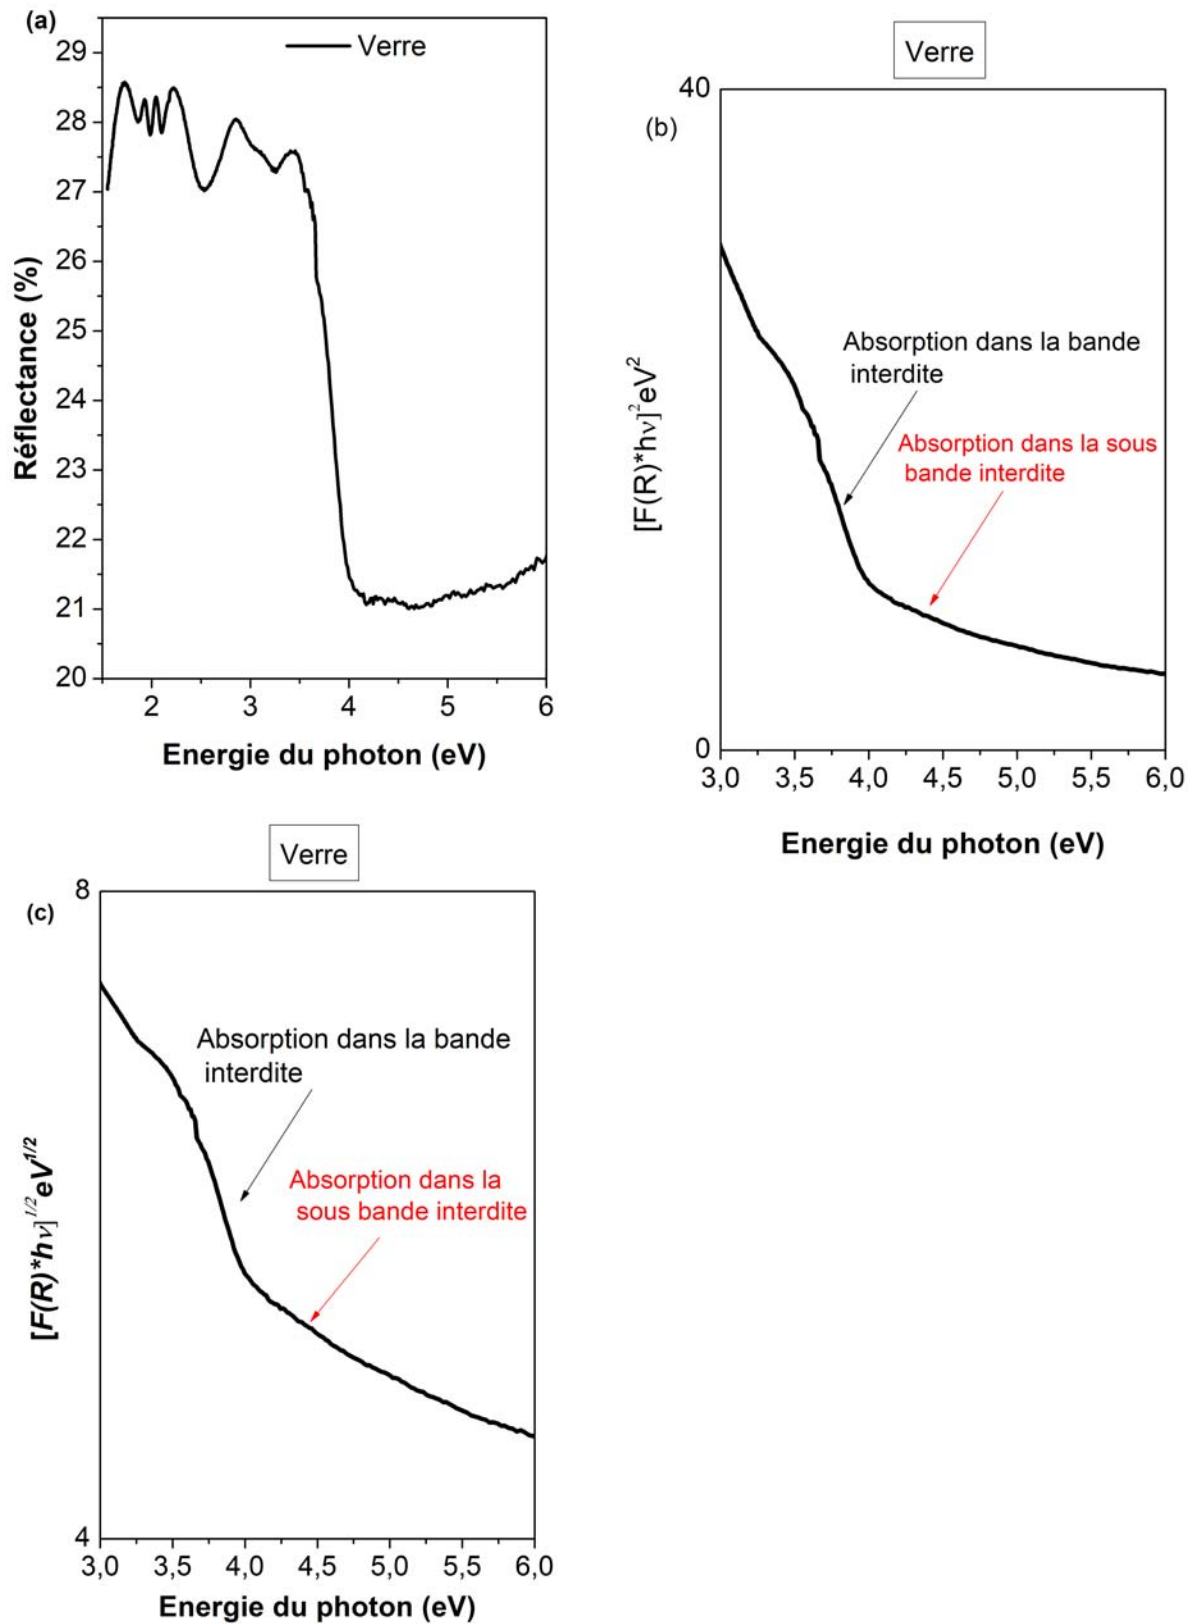 (a)
Verre
29
28
27
26
25
24
23
22
21
20
Réflectance (%)
2
3
4
5
6
Energie du photon (eV)
Verre
(b)
40
0
[F(R)*hν]²eV²
Absorption dans la bande
interdite
Absorption dans la sous
bande interdite
3,0
3,5
4,0
4,5
5,0
5,5
6,0
Energie du photon (eV)
Verre
(c)
8
4
[F(R)*hν]^1/2 eV^1/2
Absorption dans la bande
interdite
Absorption dans la
sous bande interdite
3,0
3,5
4,0
4,5
5,0
5,5
6,0
Energie du photon (eV)